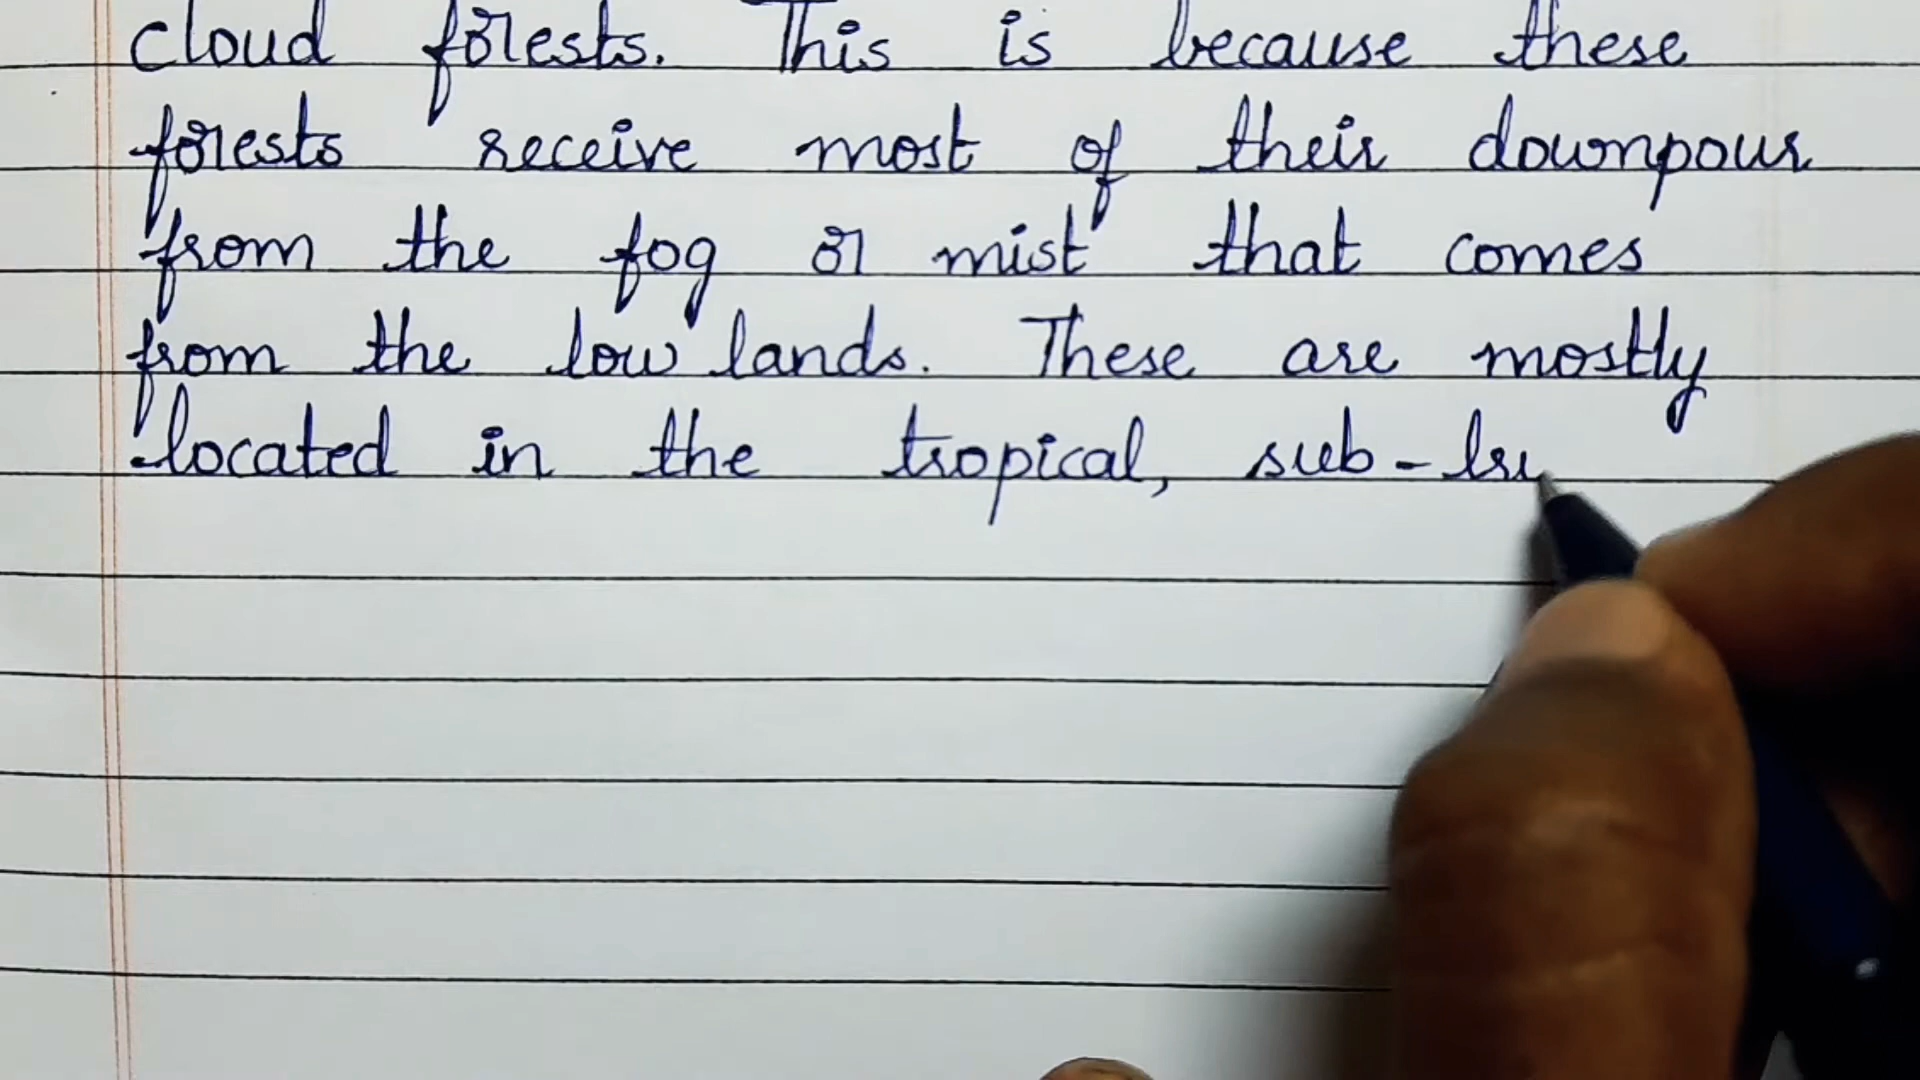 cloud forests. This is because these
forests receive most of their downpour
from the fog or mist that comes
from the low lands. These are mostly
located in the tropical, sub-